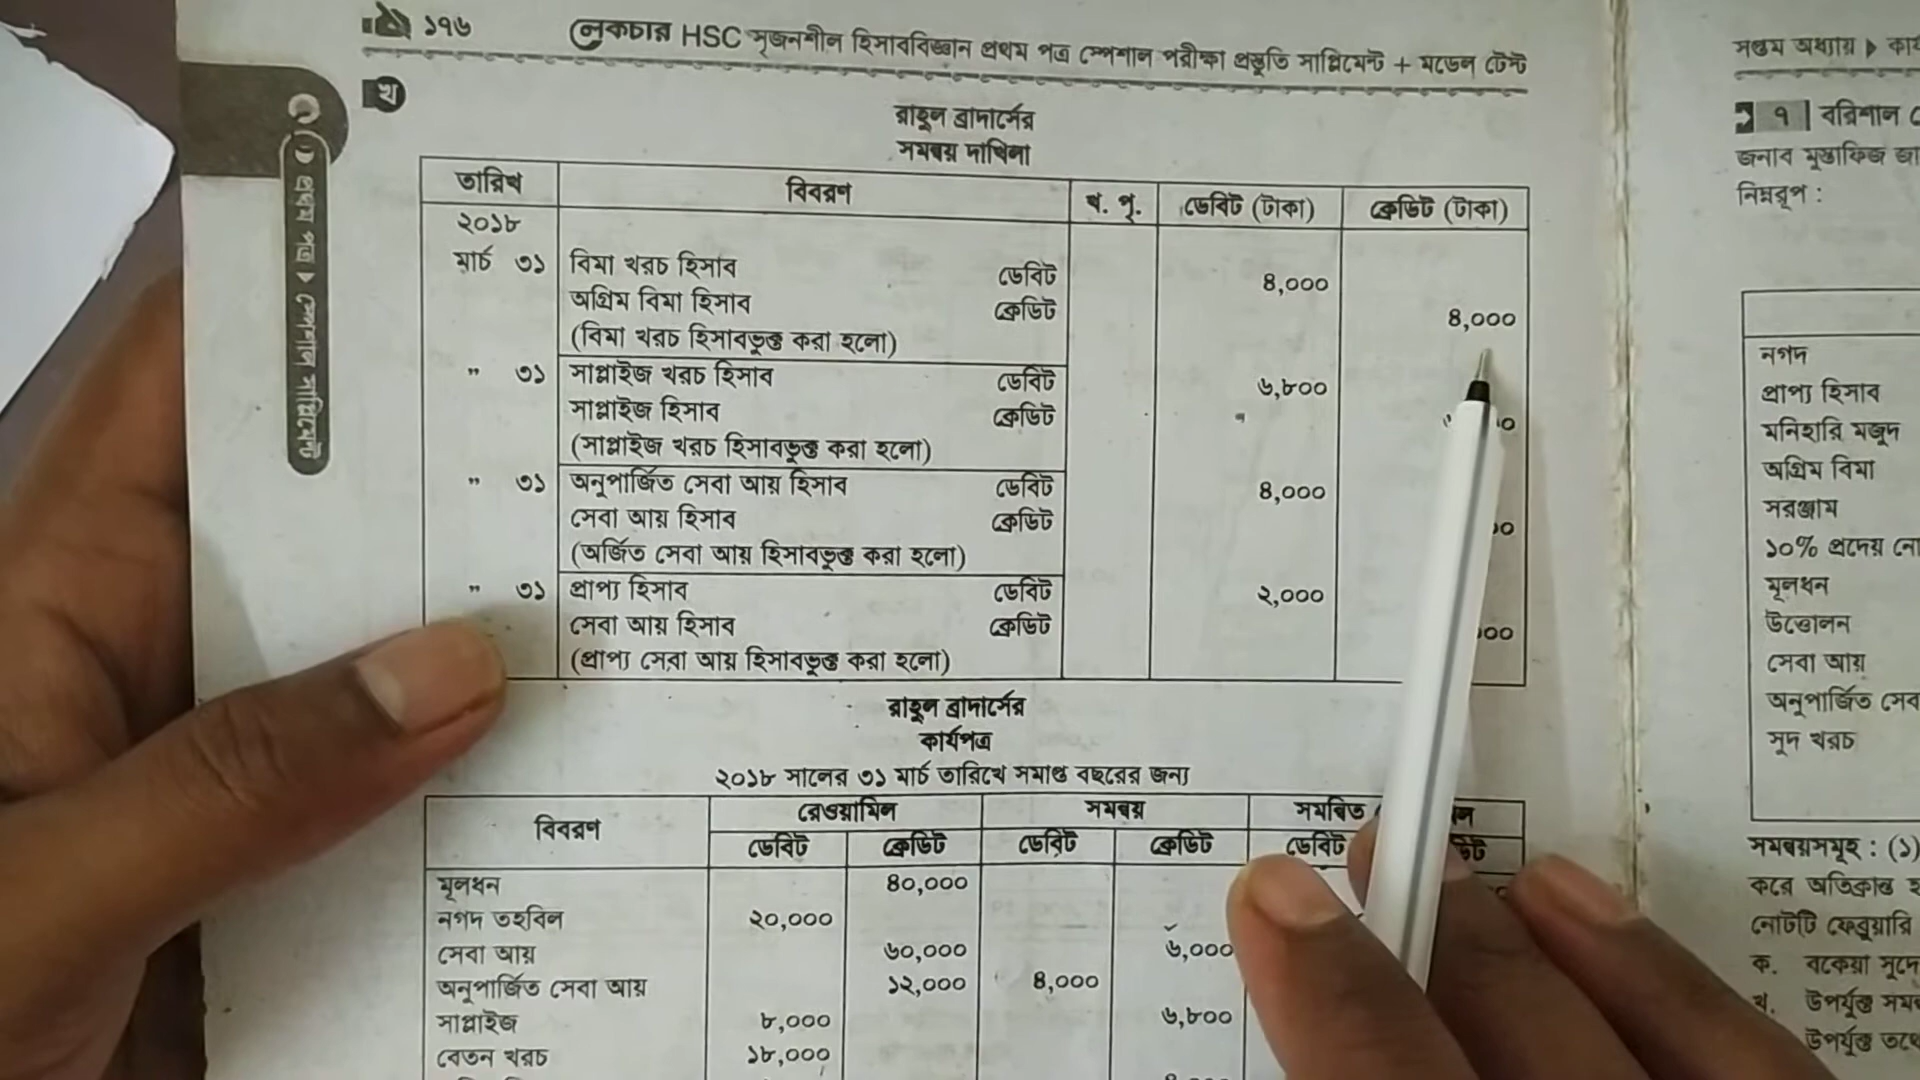 ১৭৬ লেকচার HSC সৃজনশীল হিসাববিজ্ঞান প্রথম পত্র স্পেশাল পরীক্ষা প্রস্তুতি সাপ্লিমেন্ট + মডেল টেস্ট
প্রথম পত্র ▶ স্পেশাল সাপ্লিমেন্ট
খ
রাহুল ব্রাদার্সের
সমন্বয় দাখিলা
তারিখ বিবরণ খ. পৃ. ডেবিট (টাকা) ক্রেডিট (টাকা)
২০১৮
মার্চ ৩১ বিমা খরচ হিসাব ডেবিট ৪,০০০
অগ্রিম বিমা হিসাব ক্রেডিট ৪,০০০
(বিমা খরচ হিসাবভুক্ত করা হলো)
" ৩১ সাপ্লাইজ খরচ হিসাব ডেবিট ৬,৮০০
সাপ্লাইজ হিসাব ক্রেডিট
(সাপ্লাইজ খরচ হিসাবভুক্ত করা হলো)
" ৩১ অনুপার্জিত সেবা আয় হিসাব ডেবিট ৪,০০০
সেবা আয় হিসাব ক্রেডিট
(অর্জিত সেবা আয় হিসাবভুক্ত করা হলো)
" ৩১ প্রাপ্য হিসাব ডেবিট ২,০০০
সেবা আয় হিসাব ক্রেডিট
(প্রাপ্য সেবা আয় হিসাবভুক্ত করা হলো)
রাহুল ব্রাদার্সের
কার্যপত্র
২০১৮ সালের ৩১ মার্চ তারিখে সমাপ্ত বছরের জন্য
বিবরণ রেওয়ামিল সমন্বয় সমন্বিত
ডেবিট ক্রেডিট ডেবিট ক্রেডিট ডেবিট
মূলধন ৪০,০০০
নগদ তহবিল ২০,০০০
সেবা আয় ৬০,০০০ ৬,০০০
অনুপার্জিত সেবা আয় ১২,০০০ ৪,০০০
সাপ্লাইজ ৮,০০০ ৬,৮০০
বেতন খরচ ১৮,০০০
সপ্তম অধ্যায় ▶
৭ | বরিশাল
জনাব মুস্তাফিজ
নিম্নরূপ :
নগদ
প্রাপ্য হিসাব
মনিহারি মজুদ
অগ্রিম বিমা
সরঞ্জাম
১০% প্রদেয়
মূলধন
উত্তোলন
সেবা আয়
অনুপার্জিত
সুদ খরচ
সমন্বয়সমূহ : (১)
করে অতিক্রান্ত
নোটটি ফেব্রুয়ারি
ক. বকেয়া
খ. উপর্যুক্ত
উপর্যুক্ত